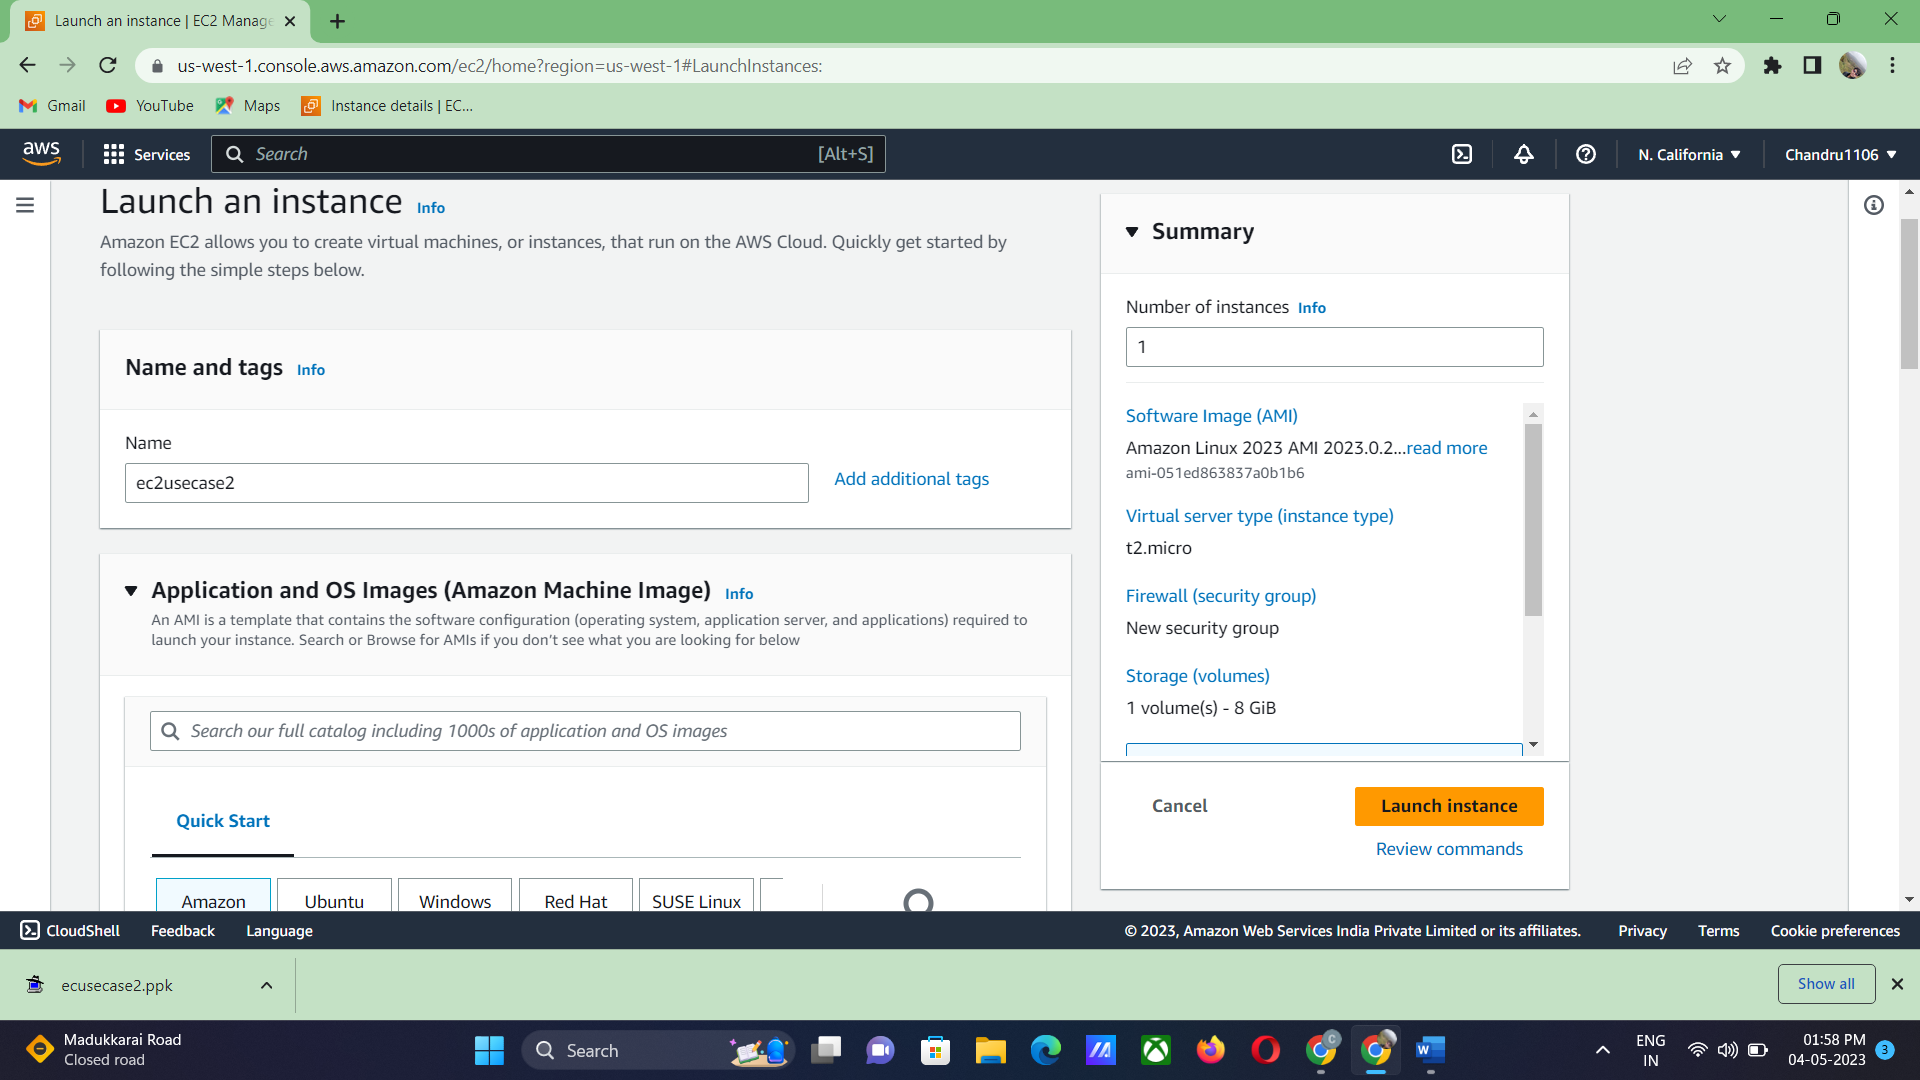 Launch an instance | EC2 Manage
us-west-1.console.aws.amazon.com/ec2/home?region=us-west-1#LaunchInstances:
Gmail
YouTube
Maps
Instance details | EC...
aws
Services
Search
[Alt+S]
N. California
Chandru1106
Launch an instance Info
Amazon EC2 allows you to create virtual machines, or instances, that run on the AWS Cloud. Quickly get started by
following the simple steps below.
Name and tags Info
Name
ec2usecase2
Add additional tags
Application and OS Images (Amazon Machine Image) Info
An AMI is a template that contains the software configuration (operating system, application server, and applications) required to
launch your instance. Search or Browse for AMIs if you don't see what you are looking for below
Search our full catalog including 1000s of application and OS images
Quick Start
Amazon
Ubuntu
Windows
Red Hat
SUSE Linux
Summary
Number of instances Info
1
Software Image (AMI)
Amazon Linux 2023 AMI 2023.0.2...read more
ami-051ed863837a0b1b6
Virtual server type (instance type)
t2.micro
Firewall (security group)
New security group
Storage (volumes)
1 volume(s) - 8 GiB
Cancel
Launch instance
Review commands
CloudShell
Feedback
Language
© 2023, Amazon Web Services India Private Limited or its affiliates.
Privacy
Terms
Cookie preferences
ecusecase2.ppk
Show all
Madukkarai Road
Closed road
Search
C
W
ENG
IN
01:58 PM
04-05-2023
3